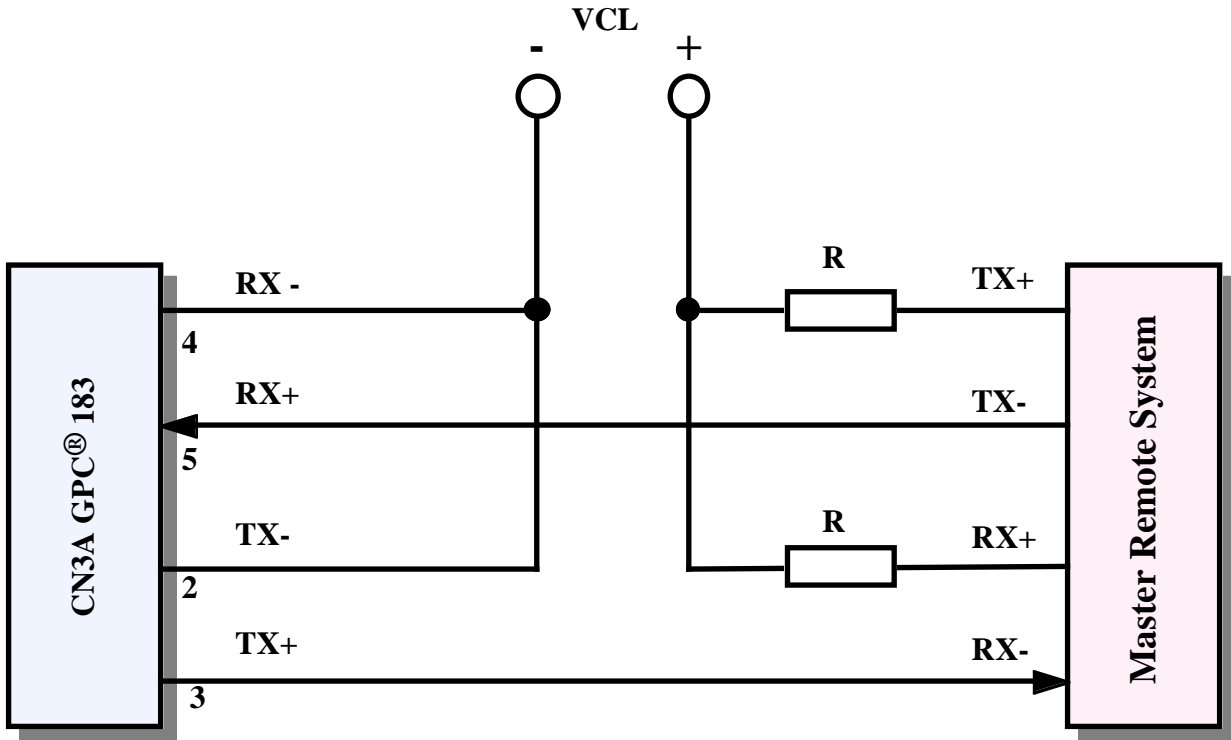 VCL
- +
R
RX - TX+
4
RX+ TX-
5
R
TX- RX+
2
TX+ RX-
3
CN3A GPC® 183
Master Remote System